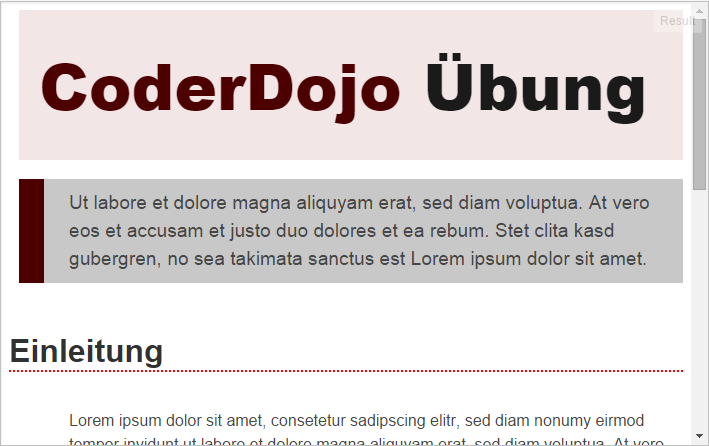 Result
CoderDojo Übung
Ut labore et dolore magna aliquyam erat, sed diam voluptua. At vero
eos et accusam et justo duo dolores et ea rebum. Stet clita kasd
gubergren, no sea takimata sanctus est Lorem ipsum dolor sit amet.
Einleitung
Lorem ipsum dolor sit amet, consetetur sadipscing elitr, sed diam nonumy eirmod
tempor invidunt ut labore et dolore magna aliquyam erat, sed diam voluptua. At vero